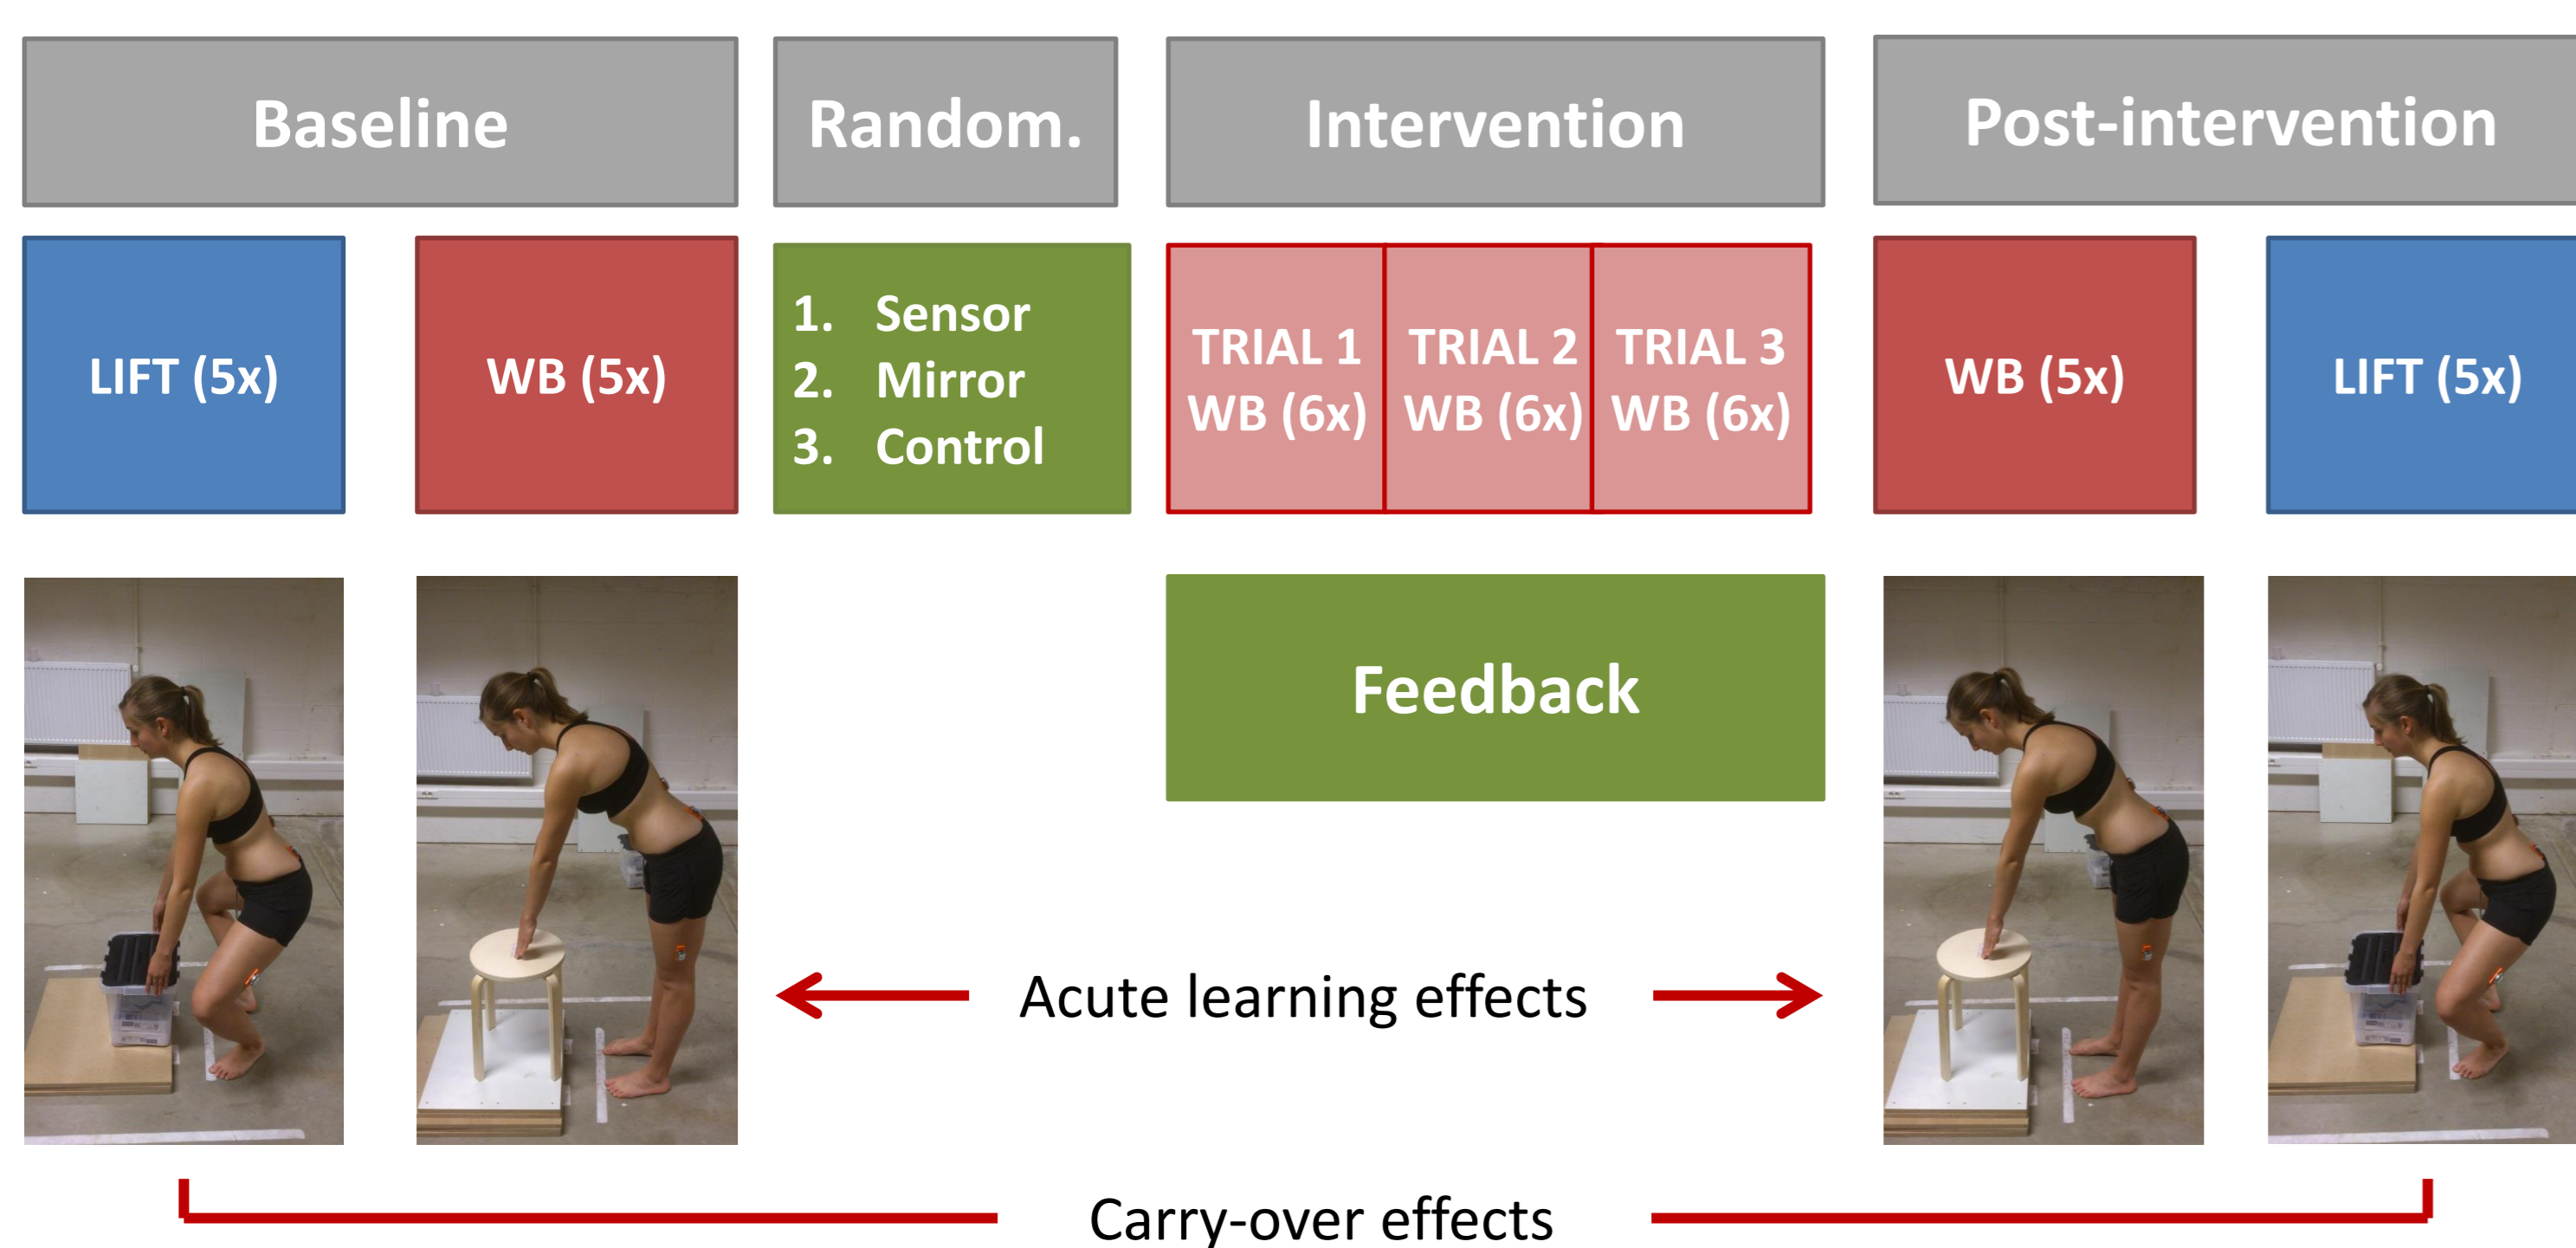 Baseline
Random.
Intervention
Post-intervention
LIFT (5x)
WB (5x)
1. Sensor
2. Mirror
3. Control
TRIAL 1
WB (6x)
TRIAL 2
WB (6x)
TRIAL 3
WB (6x)
WB (5x)
LIFT (5x)
Feedback
Acute learning effects
Carry-over effects